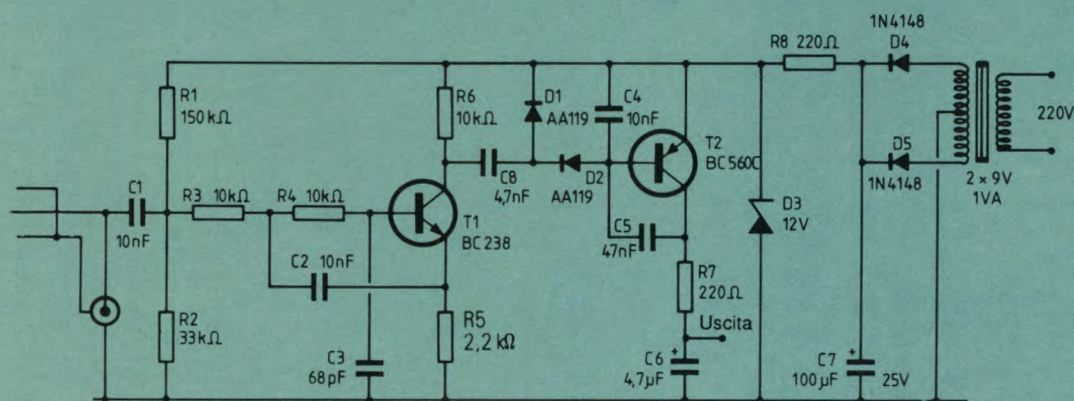 1N4148
D4
R8 220Ω
R1
150kΩ
R6
10kΩ
D1
AA119
C4
10nF
T2
BC560C
D5
1N4148
220V
2 × 9V
1VA
C1
10nF
R3 10kΩ
R4 10kΩ
C8
4,7nF
D2
AA119
T1
BC238
D3
12V
C2 10nF
C5
47nF
R7
220Ω
Uscita
R2
33kΩ
R5
2,2 kΩ
C3
68pF
+
C6
4,7µF
+
C7
100µF 25V